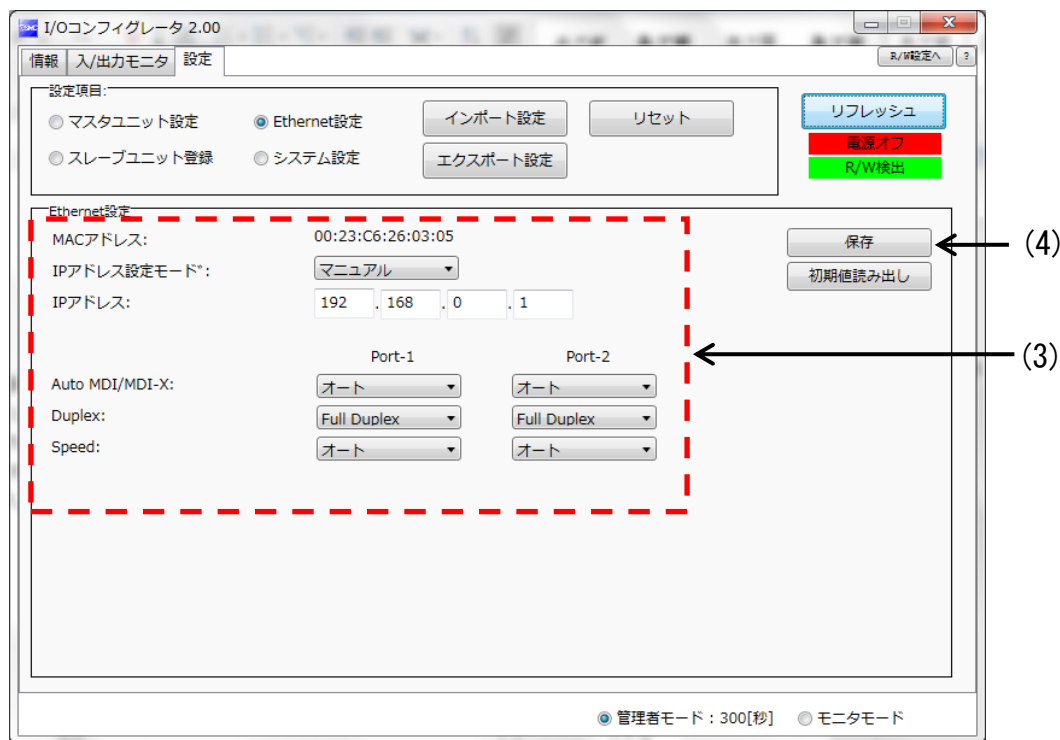 I/Oコンフィグレータ 2.00
情報 入/出力モニタ 設定 R/W設定へ ?
設定項目:
マスタユニット設定 Ethernet設定 インポート設定 リセット リフレッシュ
電源オフ
スレーブユニット登録 システム設定 エクスポート設定 R/W検出
Ethernet設定
MACアドレス: 00:23:C6:26:03:05 保存 (4)
IPアドレス設定モード: マニュアル 初期値読み出し
IPアドレス: 192 . 168 . 0 . 1
Port-1 Port-2 (3)
Auto MDI/MDI-X: オート オート
Duplex: Full Duplex Full Duplex
Speed: オート オート
管理者モード : 300[秒] モニタモード